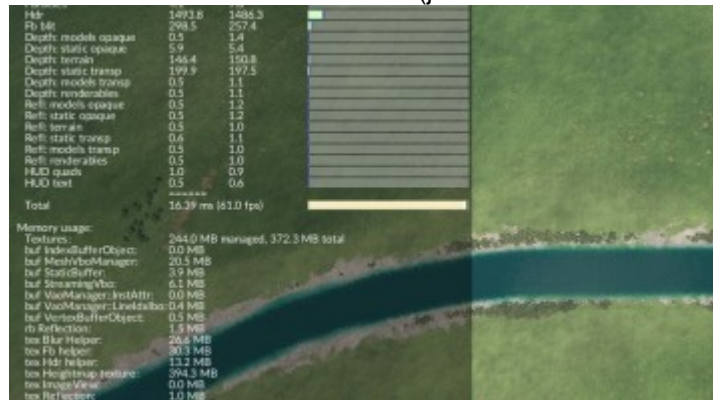 Hdr 1493.8 1486.3
Fb blit 298.5 257.4
Depth: models opaque 0.5 1.4
Depth: static opaque 5.9 5.4
Depth: terrain 146.4 150.8
Depth: static transp 199.9 197.5
Depth: models transp 0.5 1.1
Depth: renderables 0.5 1.1
Refl: models opaque 0.5 1.2
Refl: static opaque 0.5 1.2
Refl: terrain 0.5 1.0
Refl: static transp 0.6 1.1
Refl: models transp 0.5 1.0
Refl: renderables 0.5 1.0
HUD quads 1.0 0.9
HUD text 0.5 0.6
======
Total 16.39 ms (61.0 fps)
Memory usage:
Textures: 244.0 MB managed, 372.3 MB total
buf IndexBufferObject: 0.0 MB
buf MeshVboManager: 20.5 MB
buf StaticBuffer: 3.9 MB
buf StreamingVbo: 6.1 MB
buf VaoManager::InstAttr: 0.0 MB
buf VaoManager::LineIdxIbo: 0.4 MB
buf VertexBufferObject: 0.5 MB
rb Reflection: 1.5 MB
tex Blur Helper: 26.6 MB
tex Fb helper: 30.3 MB
tex Hdr helper: 13.2 MB
tex Heightmap texture: 394.3 MB
tex ImageView: 0.0 MB
tex Reflection: 1.0 MB